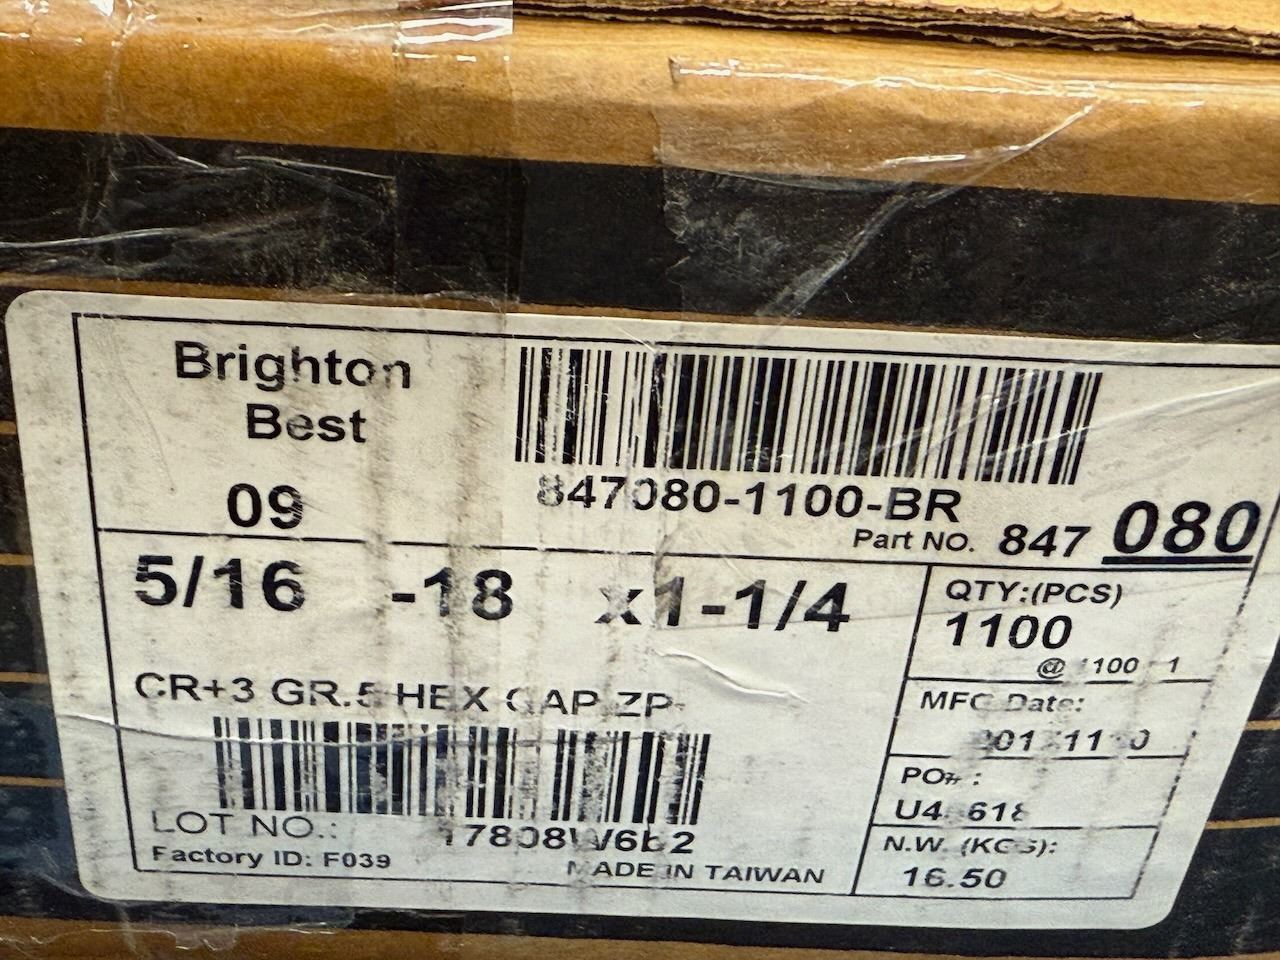 Brighton
Best
09
847080-1100-BR
Part NO. 847 080
5/16 -18 x1-1/4
QTY:(PCS)
1100
CR+3 GR.5 HEX CAP ZP
MFG Date:
PO#:
LOT NO.:
Factory ID: F039
MADE IN TAIWAN
N.W. (KGS):
16.50